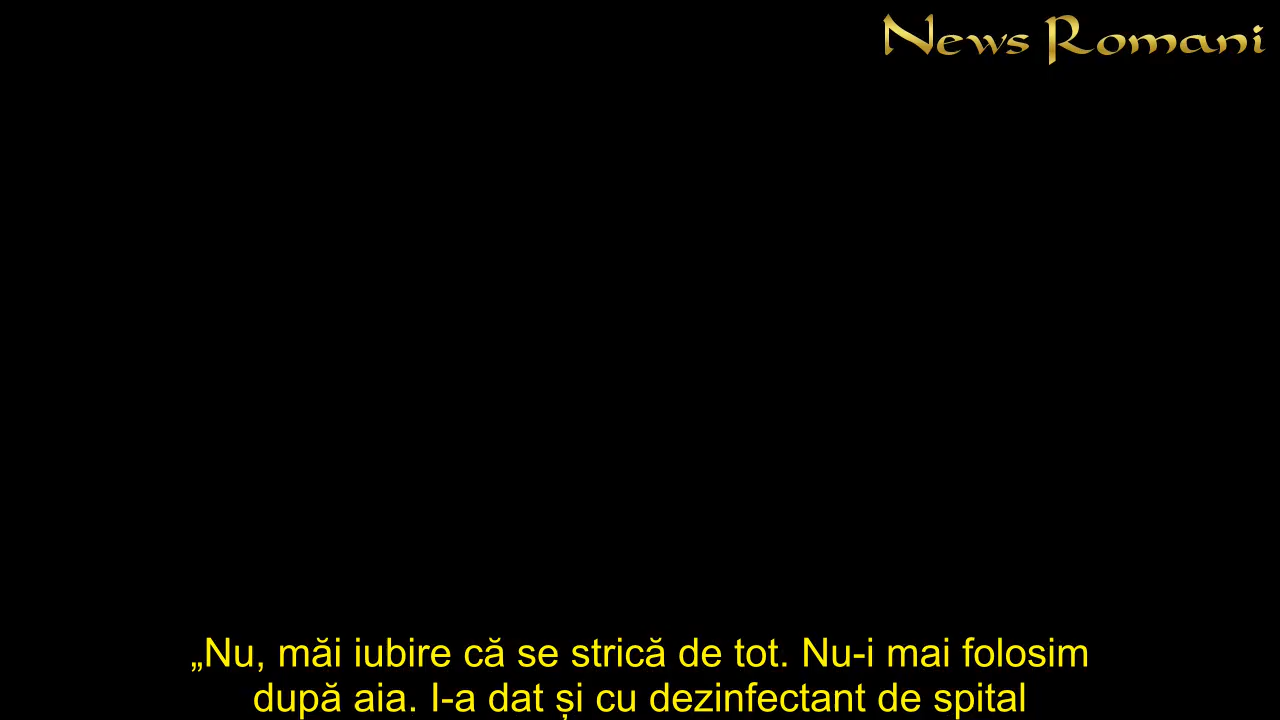 News Romani
„Nu, măi iubire că se strică de tot. Nu-i mai folosim
după aia. I-a dat și cu dezinfectant de spital